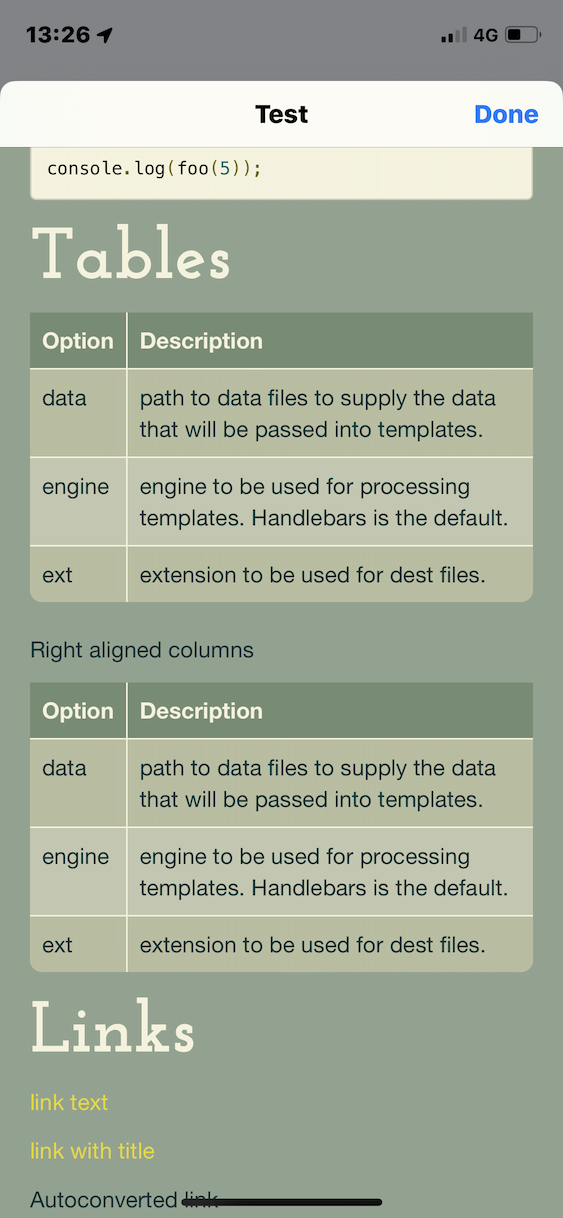 13:26 4G
Test Done
console.log(foo(5));
Tables
Option Description
data path to data files to supply the data
that will be passed into templates.
engine engine to be used for processing
templates. Handlebars is the default.
ext extension to be used for dest files.
Right aligned columns
Option Description
data path to data files to supply the data
that will be passed into templates.
engine engine to be used for processing
templates. Handlebars is the default.
ext extension to be used for dest files.
Links
link text
link with title
Autoconverted link